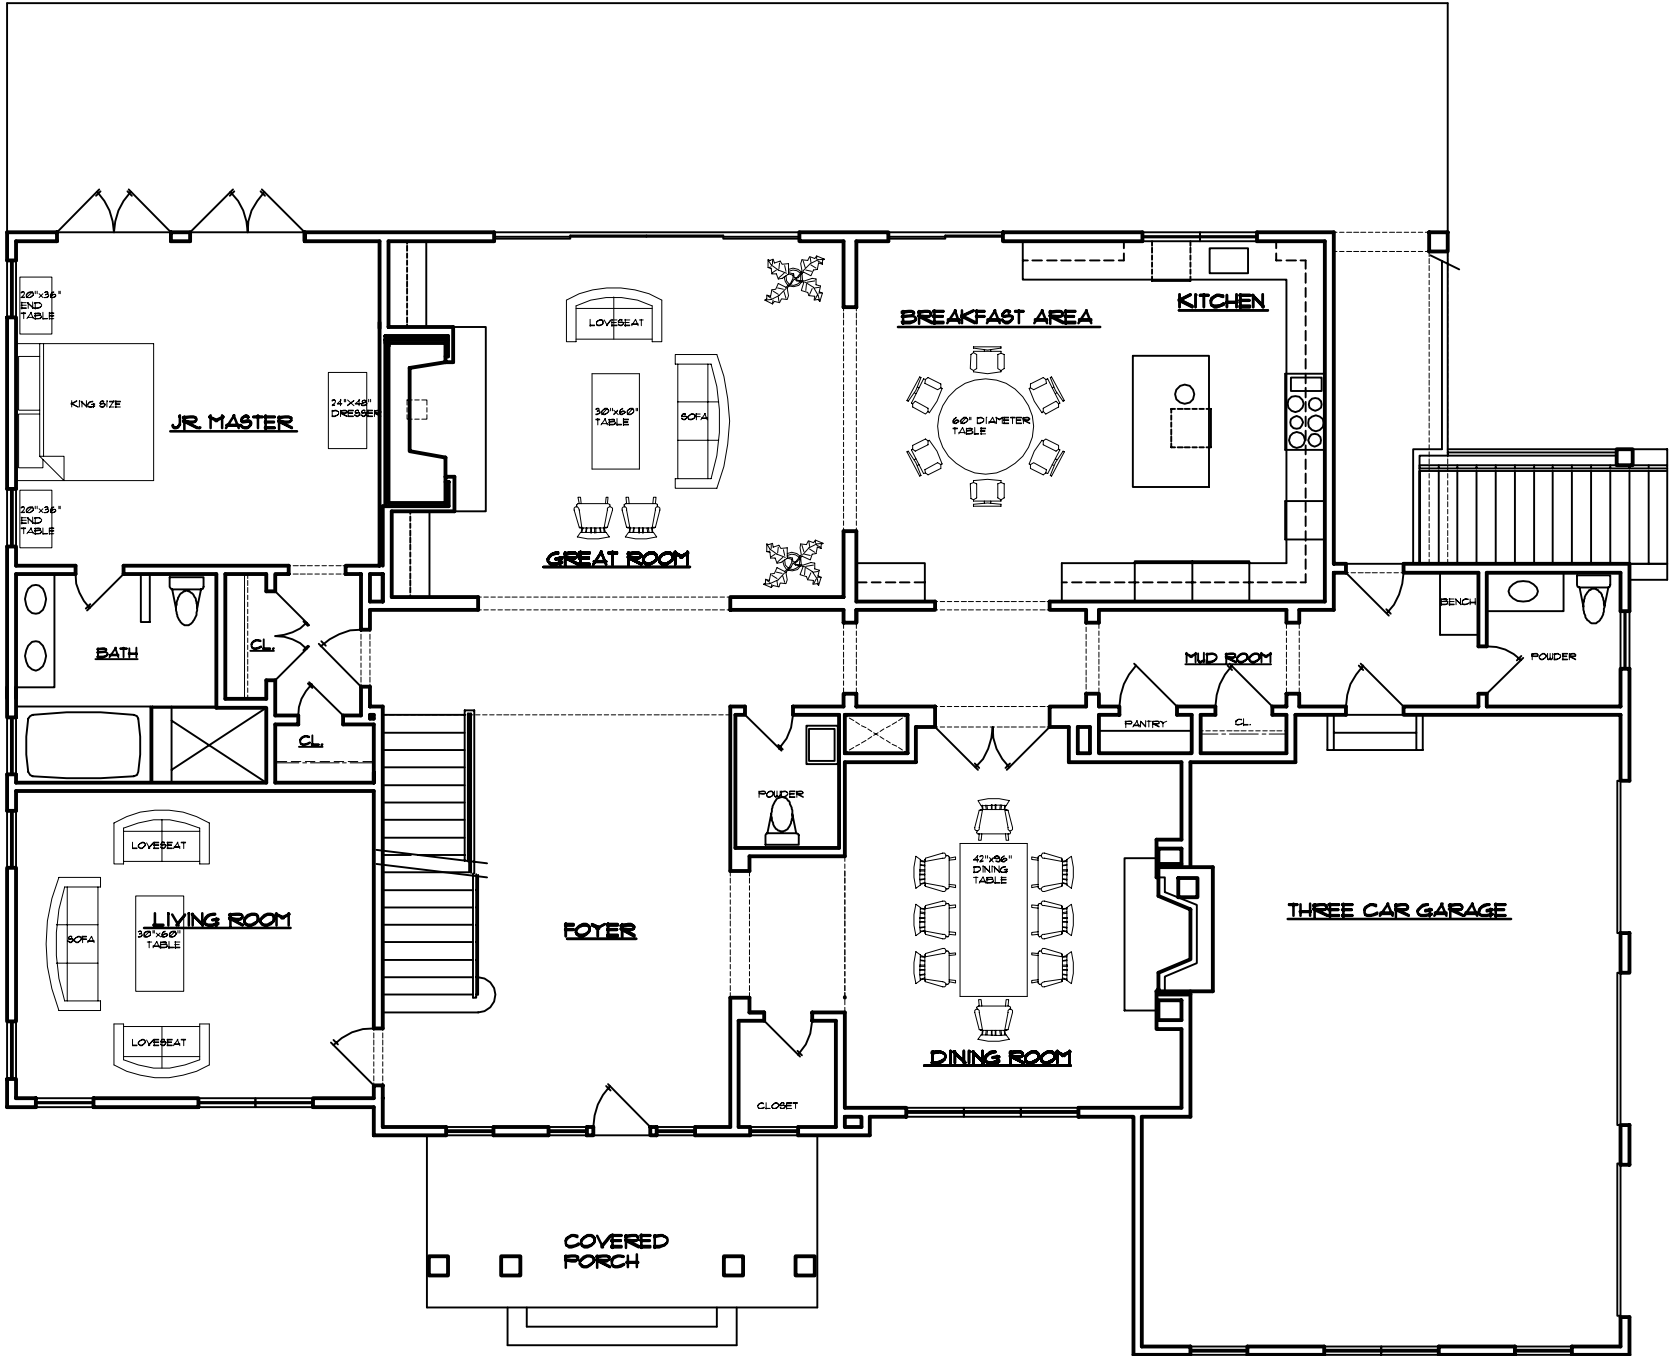 20"x36"
END
TABLE
LOVESEAT
KITCHEN
BREAKFAST AREA
KING SIZE
JR. MASTER
24"X48"
DRESSER
30"x60"
TABLE
SOFA
60" DIAMETER
TABLE
20"x36"
END
TABLE
GREAT ROOM
BENCH
BATH
CL.
MUD ROOM
POWDER
CL.
PANTRY
CL.
POWDER
LOVESEAT
42"x96"
DINING
TABLE
LIVING ROOM
30"x60"
TABLE
SOFA
FOYER
THREE CAR GARAGE
LOVESEAT
DINING ROOM
CLOSET
COVERED
PORCH